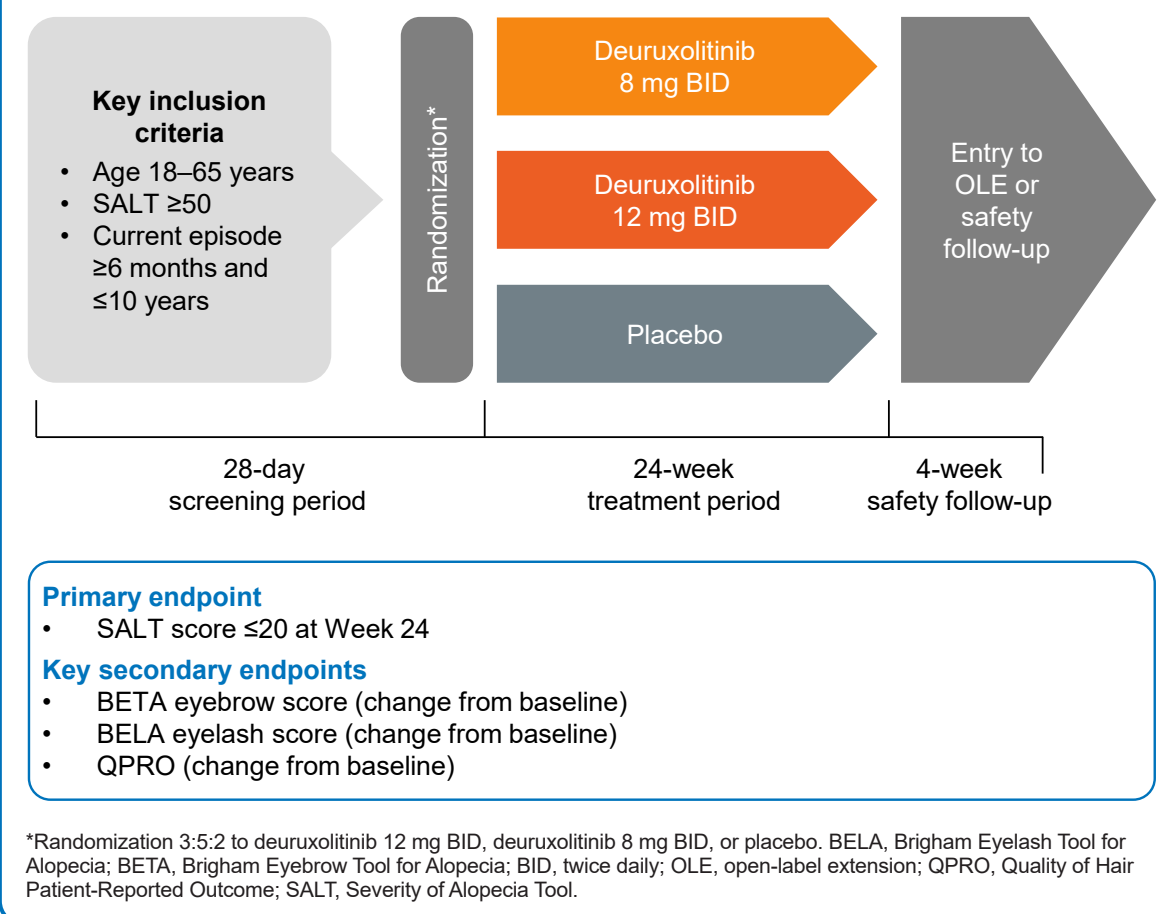 Key inclusion
criteria
• Age 18–65 years
• SALT ≥50
• Current episode
≥6 months and
≤10 years
Randomization*
Deuruxolitinib
8 mg BID
Deuruxolitinib
12 mg BID
Placebo
Entry to
OLE or
safety
follow-up
28-day
screening period
24-week
treatment period
4-week
safety follow-up
Primary endpoint
• SALT score ≤20 at Week 24
Key secondary endpoints
• BETA eyebrow score (change from baseline)
• BELA eyelash score (change from baseline)
• QPRO (change from baseline)
*Randomization 3:5:2 to deuruxolitinib 12 mg BID, deuruxolitinib 8 mg BID, or placebo. BELA, Brigham Eyelash Tool for
Alopecia; BETA, Brigham Eyebrow Tool for Alopecia; BID, twice daily; OLE, open-label extension; QPRO, Quality of Hair
Patient-Reported Outcome; SALT, Severity of Alopecia Tool.